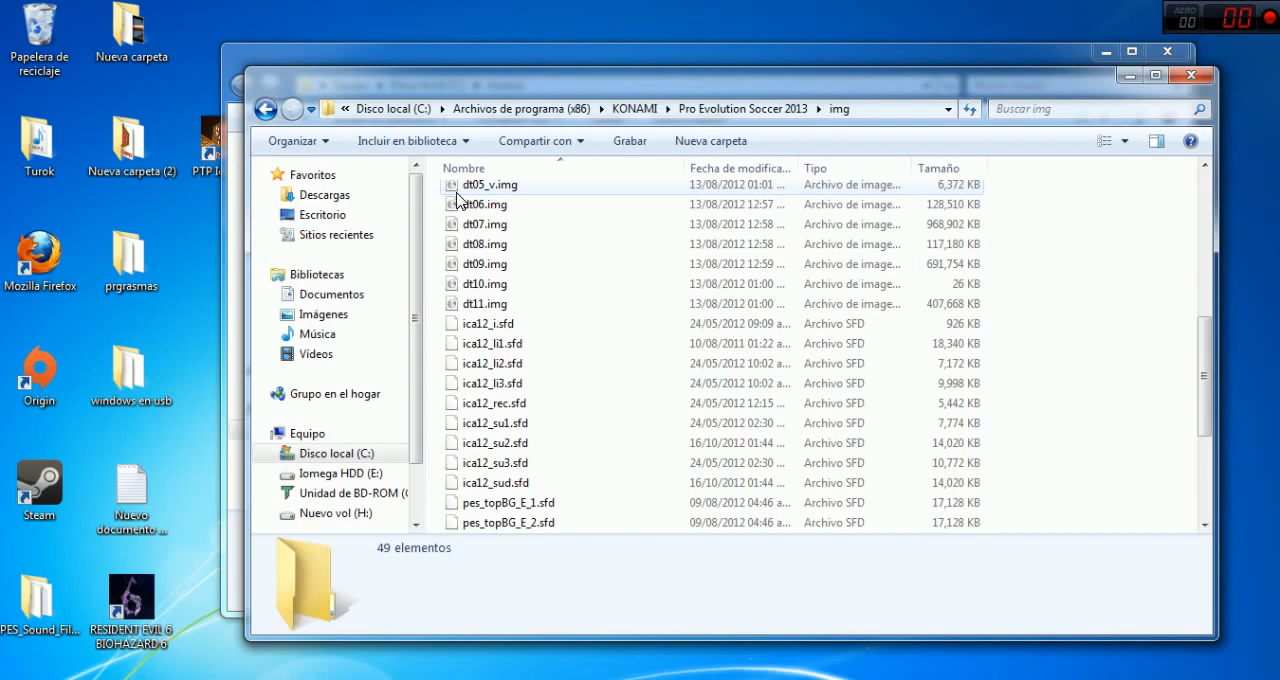 AERO
00 00
Papelera de
reciclaje
Nueva carpeta
Turok
Nueva carpeta (2)
PTP I
Mozilla Firefox
prgrasmas
Origin
windows en usb
Steam
Nuevo
documento ...
PES_Sound_Fil...
RESIDENT EVIL 6
BIOHAZARD 6
« Disco local (C:) Archivos de programa (x86) KONAMI Pro Evolution Soccer 2013 img
Buscar img
Organizar Incluir en biblioteca Compartir con Grabar Nueva carpeta
Favoritos
Descargas
Escritorio
Sitios recientes
Bibliotecas
Documentos
Imágenes
Música
Vídeos
Grupo en el hogar
Equipo
Disco local (C:)
Iomega HDD (E:)
Unidad de BD-ROM (
Nuevo vol (H:)
Nombre Fecha de modifica... Tipo Tamaño
dt05_v.img 13/08/2012 01:01 ... Archivo de image... 6,372 KB
dt06.img 13/08/2012 12:57 ... Archivo de image... 128,510 KB
dt07.img 13/08/2012 12:58 ... Archivo de image... 968,902 KB
dt08.img 13/08/2012 12:58 ... Archivo de image... 117,180 KB
dt09.img 13/08/2012 12:59 ... Archivo de image... 691,754 KB
dt10.img 13/08/2012 01:00 ... Archivo de image... 26 KB
dt11.img 13/08/2012 01:00 ... Archivo de image... 407,668 KB
ica12_i.sfd 24/05/2012 09:09 a... Archivo SFD 926 KB
ica12_li1.sfd 10/08/2011 01:22 a... Archivo SFD 18,340 KB
ica12_li2.sfd 24/05/2012 10:02 a... Archivo SFD 7,172 KB
ica12_li3.sfd 24/05/2012 10:02 a... Archivo SFD 9,998 KB
ica12_rec.sfd 24/05/2012 12:15 ... Archivo SFD 5,442 KB
ica12_su1.sfd 24/05/2012 02:30 ... Archivo SFD 7,774 KB
ica12_su2.sfd 16/10/2012 01:44 ... Archivo SFD 14,020 KB
ica12_su3.sfd 24/05/2012 02:30 ... Archivo SFD 10,772 KB
ica12_sud.sfd 16/10/2012 01:44 ... Archivo SFD 14,020 KB
pes_topBG_E_1.sfd 09/08/2012 04:46 a... Archivo SFD 17,128 KB
pes_topBG_E_2.sfd 09/08/2012 04:46 a... Archivo SFD 17,128 KB
49 elementos